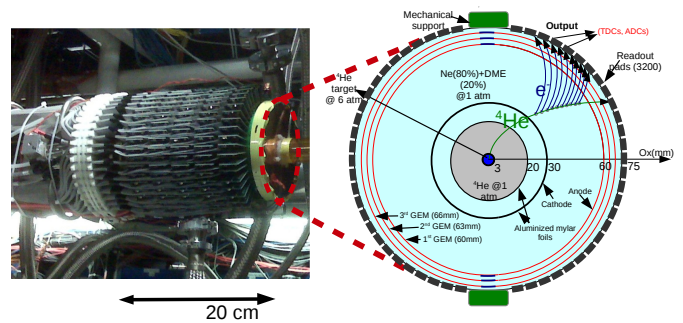 Mechanical
support
Output
(TDCs, ADCs)
Readout
pads (3200)
⁴He
target
@ 6 atm
Ne(80%)+DME
(20%)
@1 atm
e⁻
⁴He
Ox(mm)
3
20
30
60
75
⁴He @1
atm
Cathode
Anode
Aluminized mylar
foils
3ʳᵈ GEM (66mm)
2ⁿᵈ GEM (63mm)
1ˢᵗ GEM (60mm)
20 cm